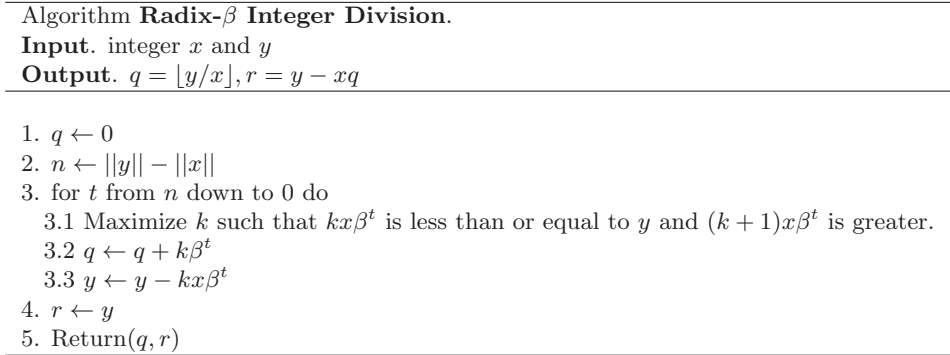 Algorithm Radix-β Integer Division.
Input. integer x and y
Output. q = ⌊y/x⌋, r = y − xq
1. q ← 0
2. n ← ||y|| − ||x||
3. for t from n down to 0 do
3.1 Maximize k such that kxβ^t is less than or equal to y and (k + 1)xβ^t is greater.
3.2 q ← q + kβ^t
3.3 y ← y − kxβ^t
4. r ← y
5. Return(q, r)